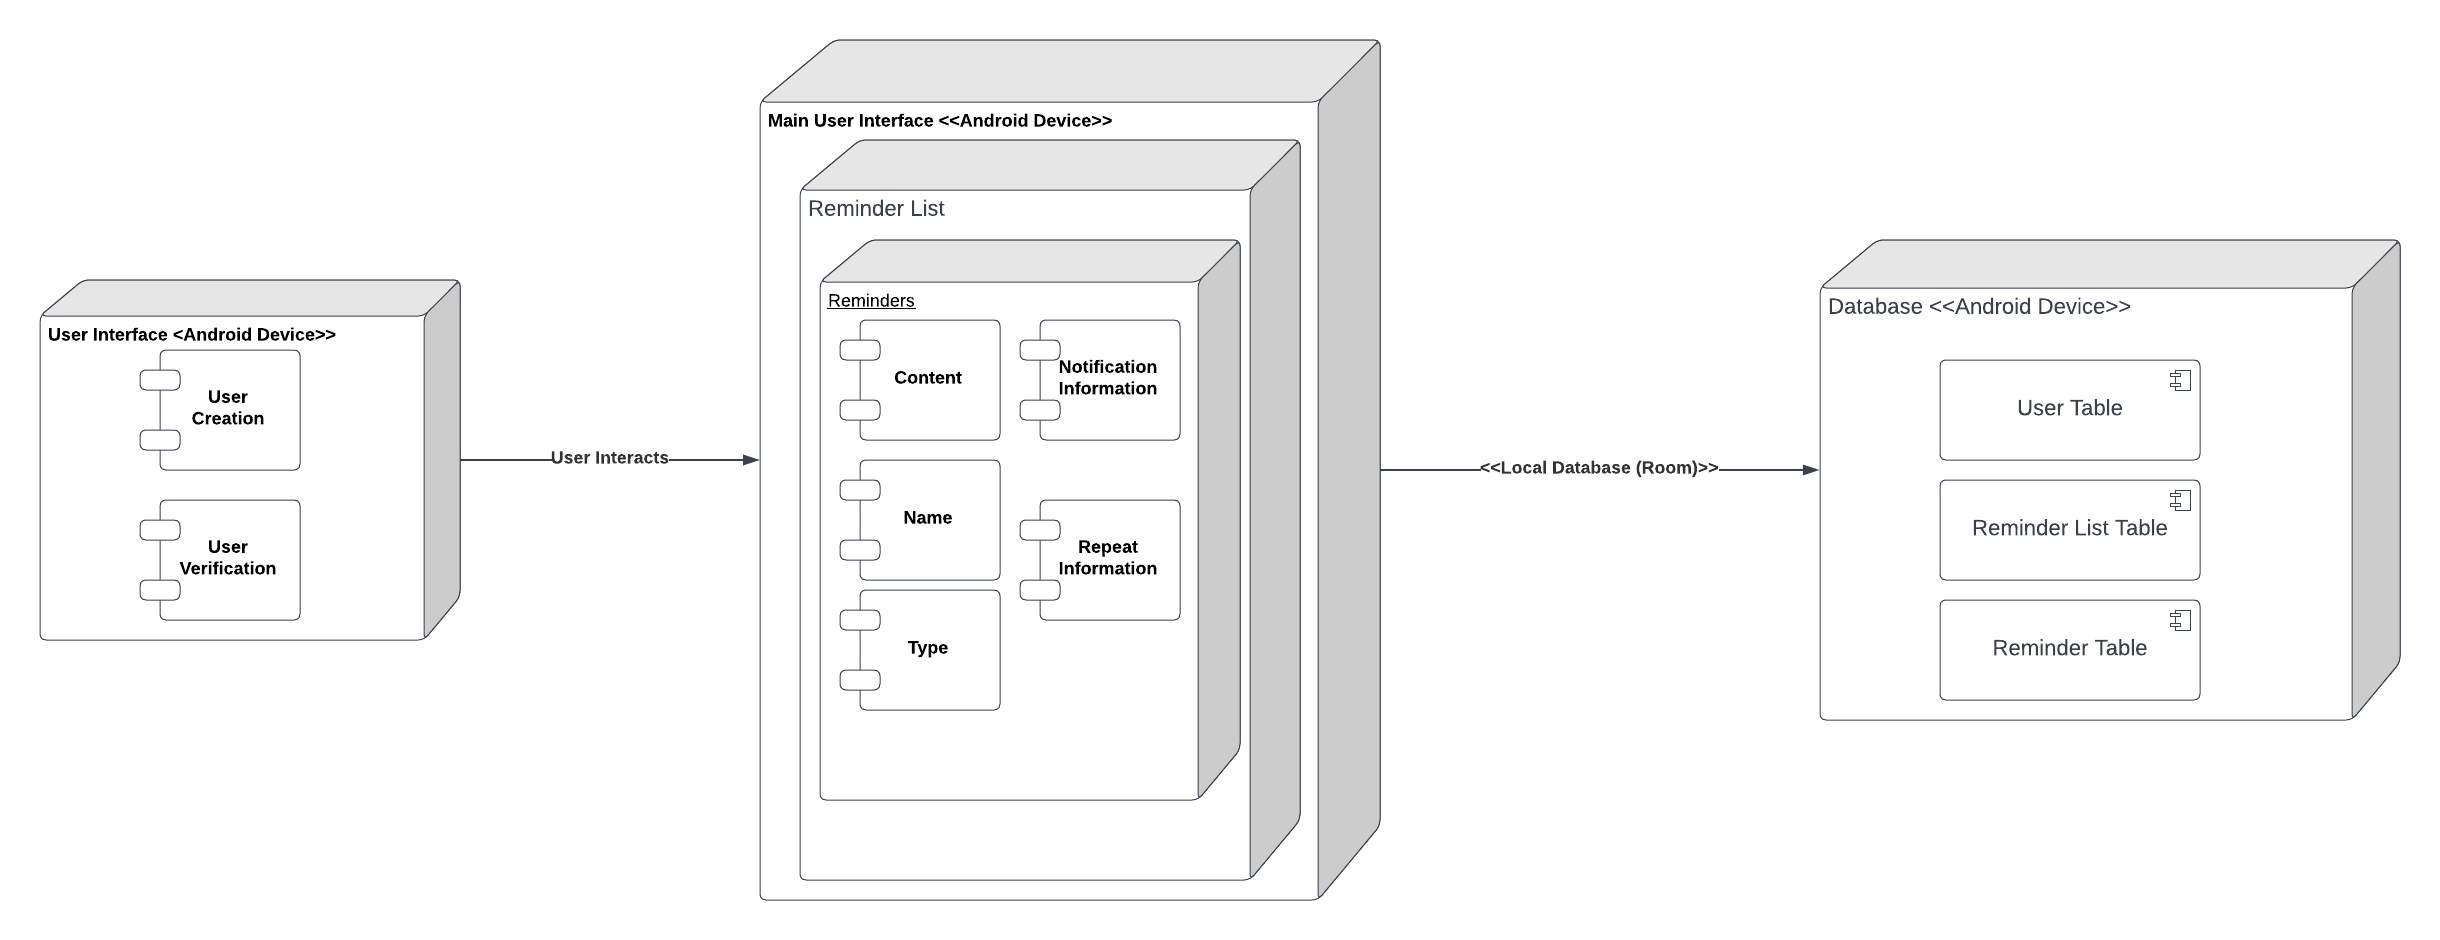 User Interface <Android Device>>
User
Creation
User
Verification
User Interacts
Main User Interface <<Android Device>>
Reminder List
Reminders
Content
Notification
Information
Name
Repeat
Information
Type
<<Local Database (Room)>>
Database <<Android Device>>
User Table
Reminder List Table
Reminder Table